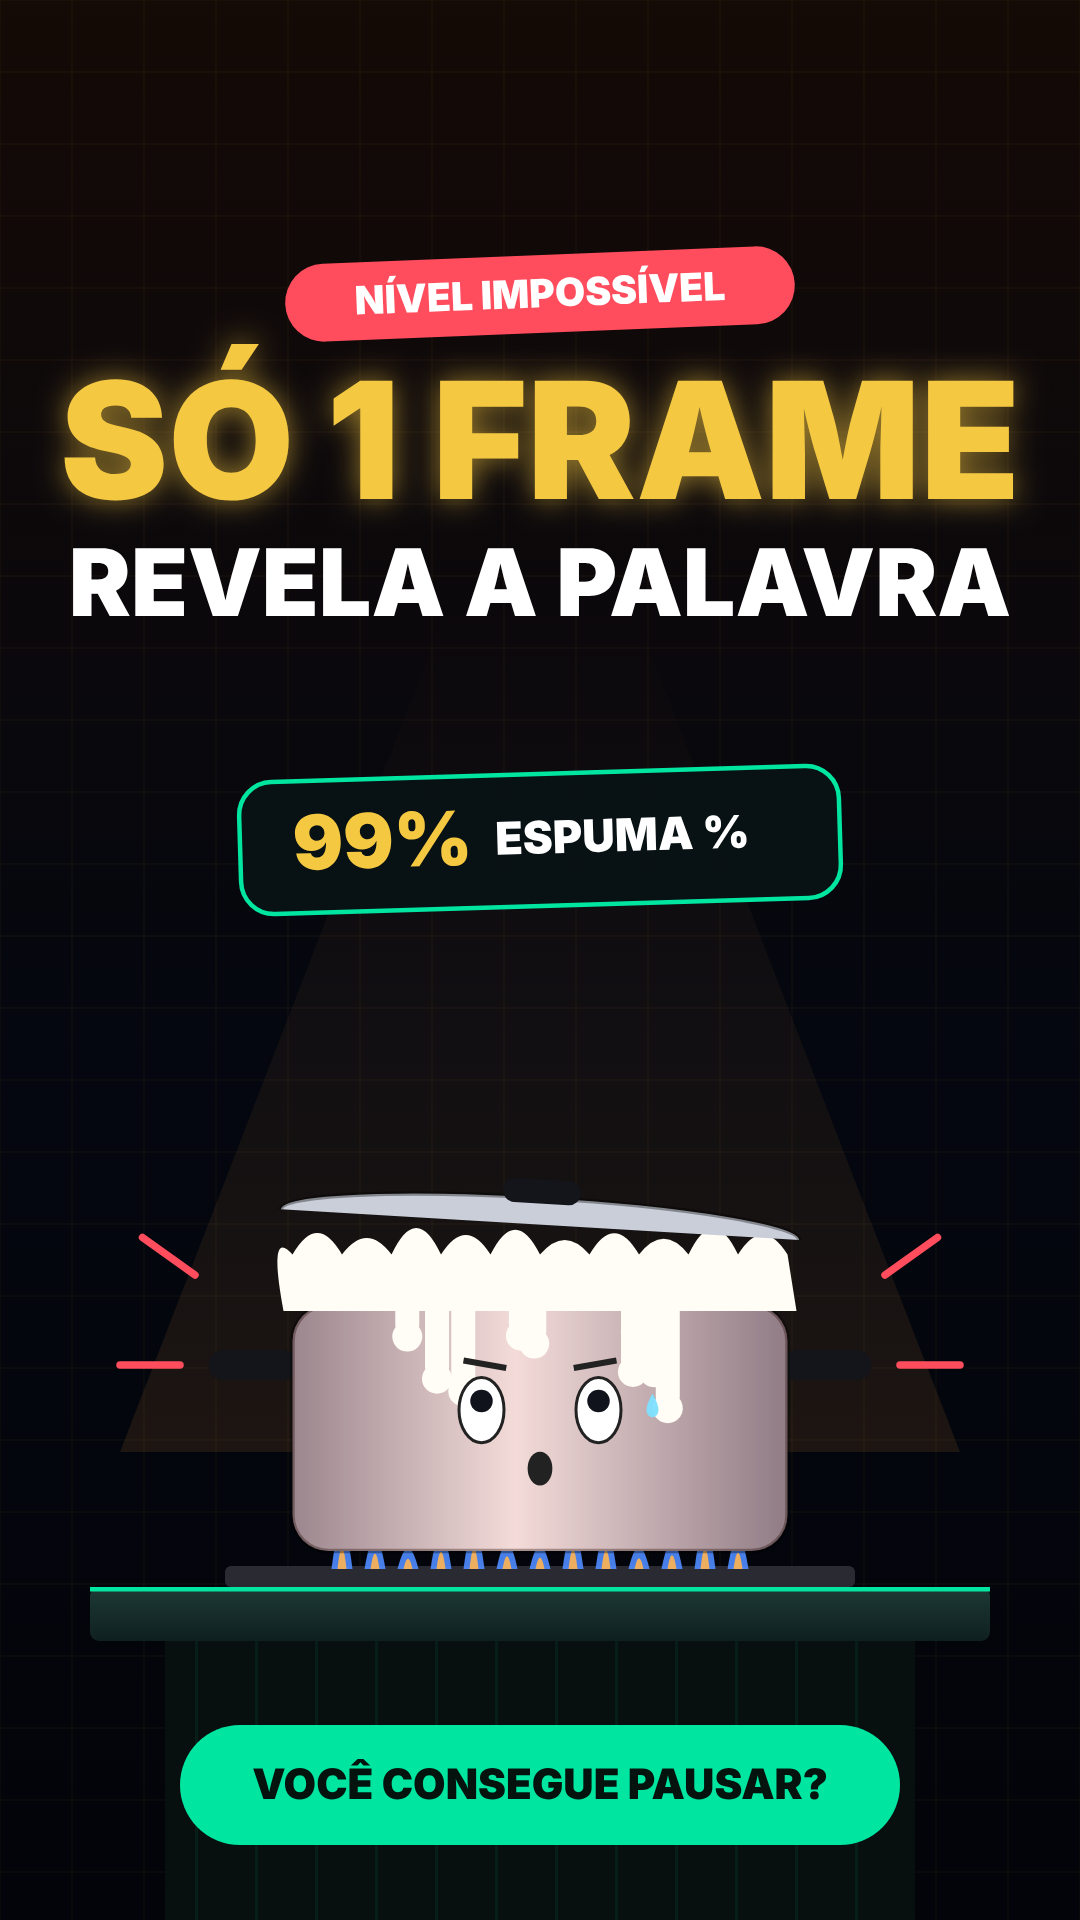 NÍVEL IMPOSSÍVEL
SÓ 1 FRAME
REVELA A PALAVRA
99% ESPUMA %
VOCÊ CONSEGUE PAUSAR?